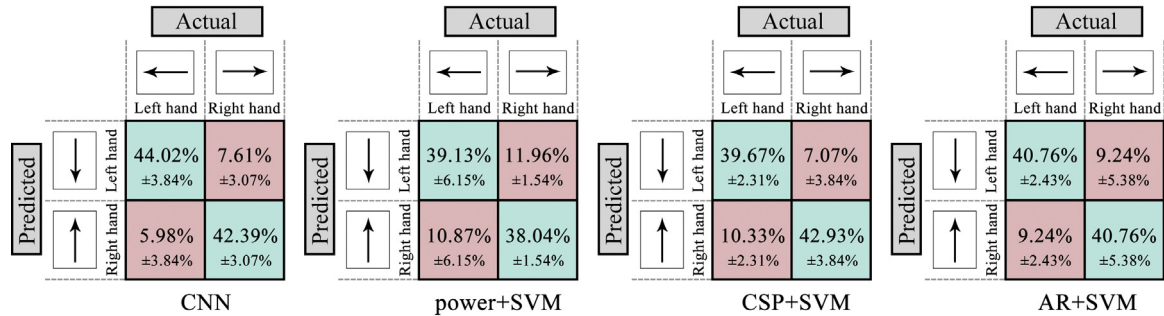 Actual
Left hand Right hand
Predicted
Left hand
44.02% 7.61%
±3.84% ±3.07%
Right hand
5.98% 42.39%
±3.84% ±3.07%
CNN
Actual
Left hand Right hand
Predicted
Left hand
39.13% 11.96%
±6.15% ±1.54%
Right hand
10.87% 38.04%
±6.15% ±1.54%
power+SVM
Actual
Left hand Right hand
Predicted
Left hand
39.67% 7.07%
±2.31% ±3.84%
Right hand
10.33% 42.93%
±2.31% ±3.84%
CSP+SVM
Actual
Left hand Right hand
Predicted
Left hand
40.76% 9.24%
±2.43% ±5.38%
Right hand
9.24% 40.76%
±2.43% ±5.38%
AR+SVM